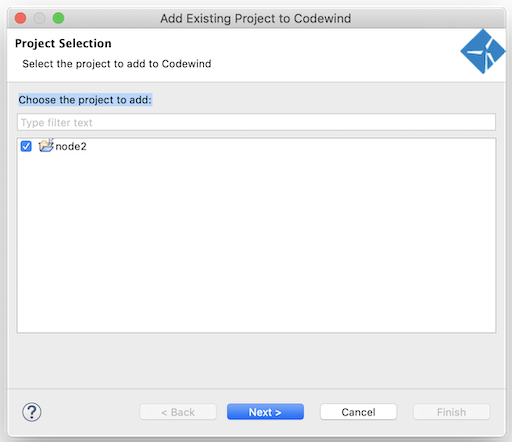 Add Existing Project to Codewind
Project Selection
Select the project to add to Codewind
Choose the project to add:
Type filter text
node2
?
< Back
Next >
Cancel
Finish